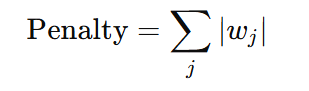 Penalty = ∑_j |w_j|